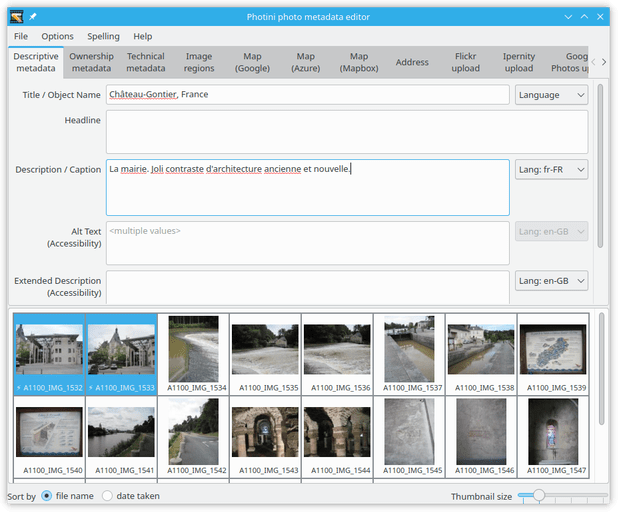 Photini photo metadata editor
File Options Spelling Help
Descriptive metadata
Ownership metadata
Technical metadata
Image regions
Map (Google)
Map (Azure)
Map (Mapbox)
Address
Flickr upload
Ipernity upload
Goog
Photos u
Title / Object Name
Château-Gontier, France
Language
Headline
Description / Caption
La mairie. Joli contraste d'architecture ancienne et nouvelle.
Lang: fr-FR
Alt Text
(Accessibility)
<multiple values>
Lang: en-GB
Extended Description
(Accessibility)
Lang: en-GB
A1100_IMG_1532 A1100_IMG_1533 A1100_IMG_1534 A1100_IMG_1535 A1100_IMG_1536 A1100_IMG_1537 A1100_IMG_1538 A1100_IMG_1539
A1100_IMG_1540 A1100_IMG_1541 A1100_IMG_1542 A1100_IMG_1543 A1100_IMG_1544 A1100_IMG_1545 A1100_IMG_1546 A1100_IMG_1547
Sort by file name date taken Thumbnail size